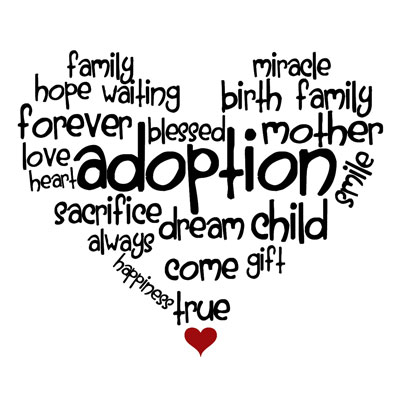 family
miracle
hope waiting
birth family
forever
blessed
mother
love
adoption
heart
smile
sacrifice
dream
child
always
come
gift
happiness
true